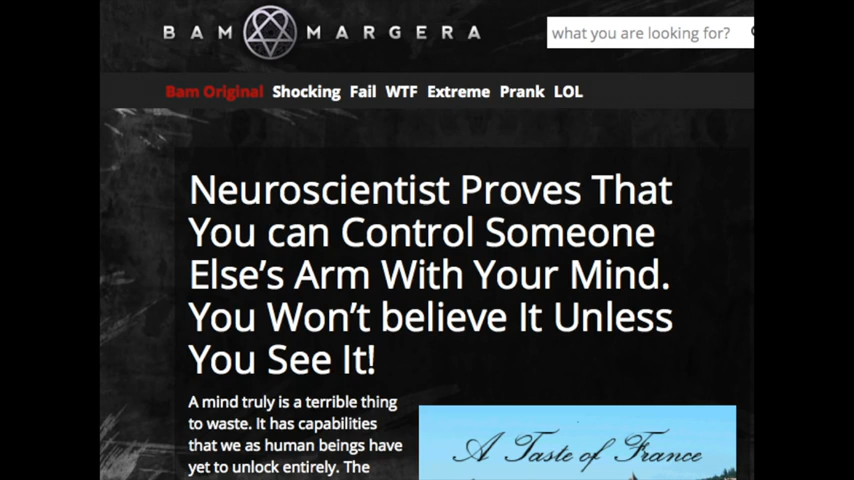 BAM MARGERA
what you are looking for?
Bam Original Shocking Fail WTF Extreme Prank LOL
Neuroscientist Proves That
You can Control Someone
Else’s Arm With Your Mind.
You Won’t believe It Unless
You See It!
A mind truly is a terrible thing
to waste. It has capabilities
that we as human beings have
yet to unlock entirely. The
A Taste of France